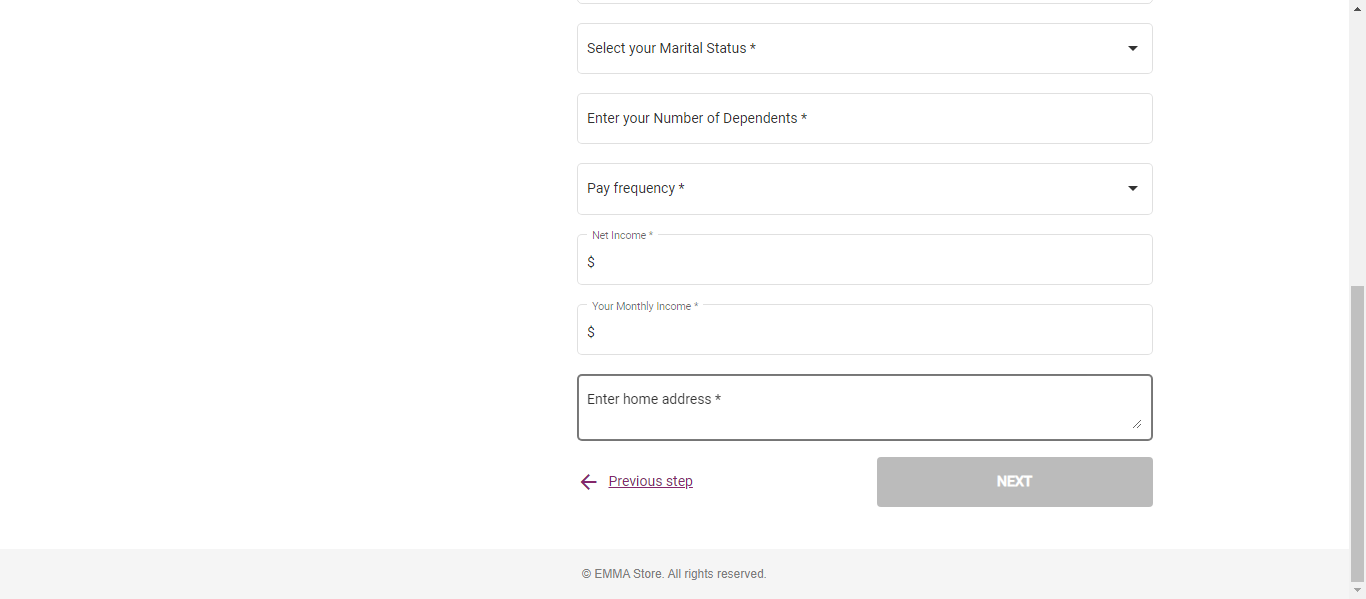 Select your Marital Status *
Enter your Number of Dependents *
Pay frequency *
Net Income *
$
Your Monthly Income *
$
Enter home address *
Previous step
NEXT
© EMMA Store. All rights reserved.